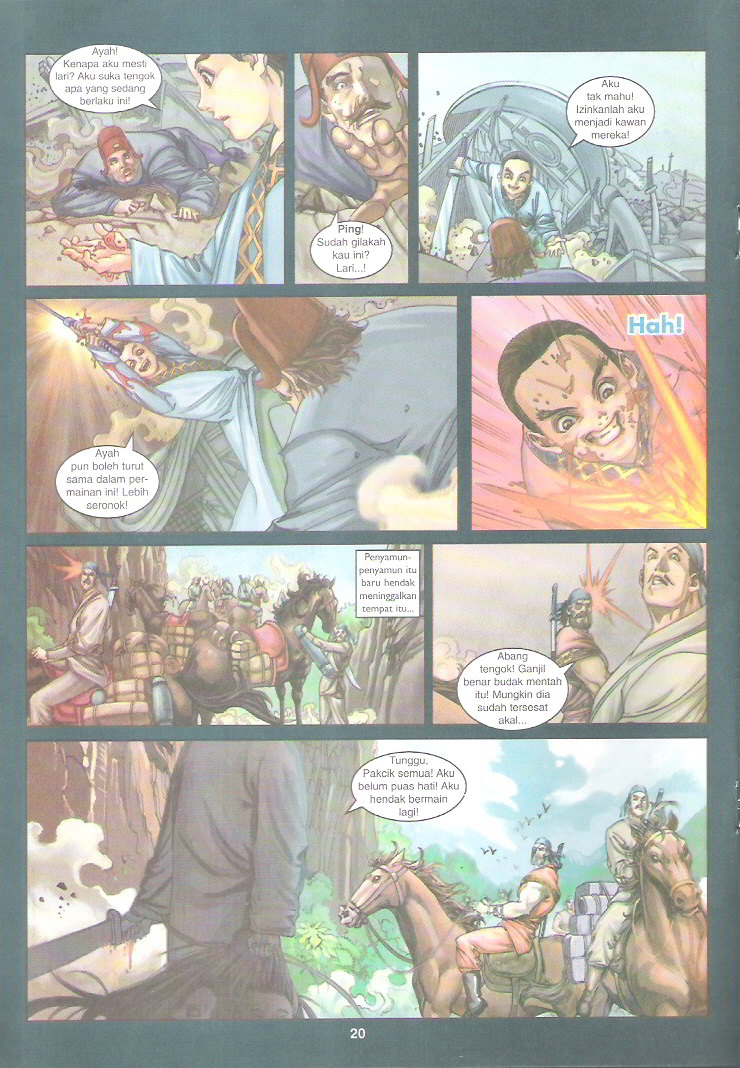 Ayah!
Kenapa aku mesti
lari? Aku suka tengok
apa yang sedang
berlaku ini!
Ping!
Sudah gilakah
kau ini?
Lari...!
Aku
tak mahu!
Izinkanlah aku
menjadi kawan
mereka!
Ayah
pun boleh turut
sama dalam per-
mainan ini! Lebih
seronok!
Hah!
Penyamun-
penyamun itu
baru hendak
meninggalkan
tempat itu...
Abang
tengok! Ganjil
benar budak mentah
itu! Mungkin dia
sudah tersesat
akal...
Tunggu,
Pakcik semua! Aku
belum puas hati! Aku
hendak bermain
lagi!
20